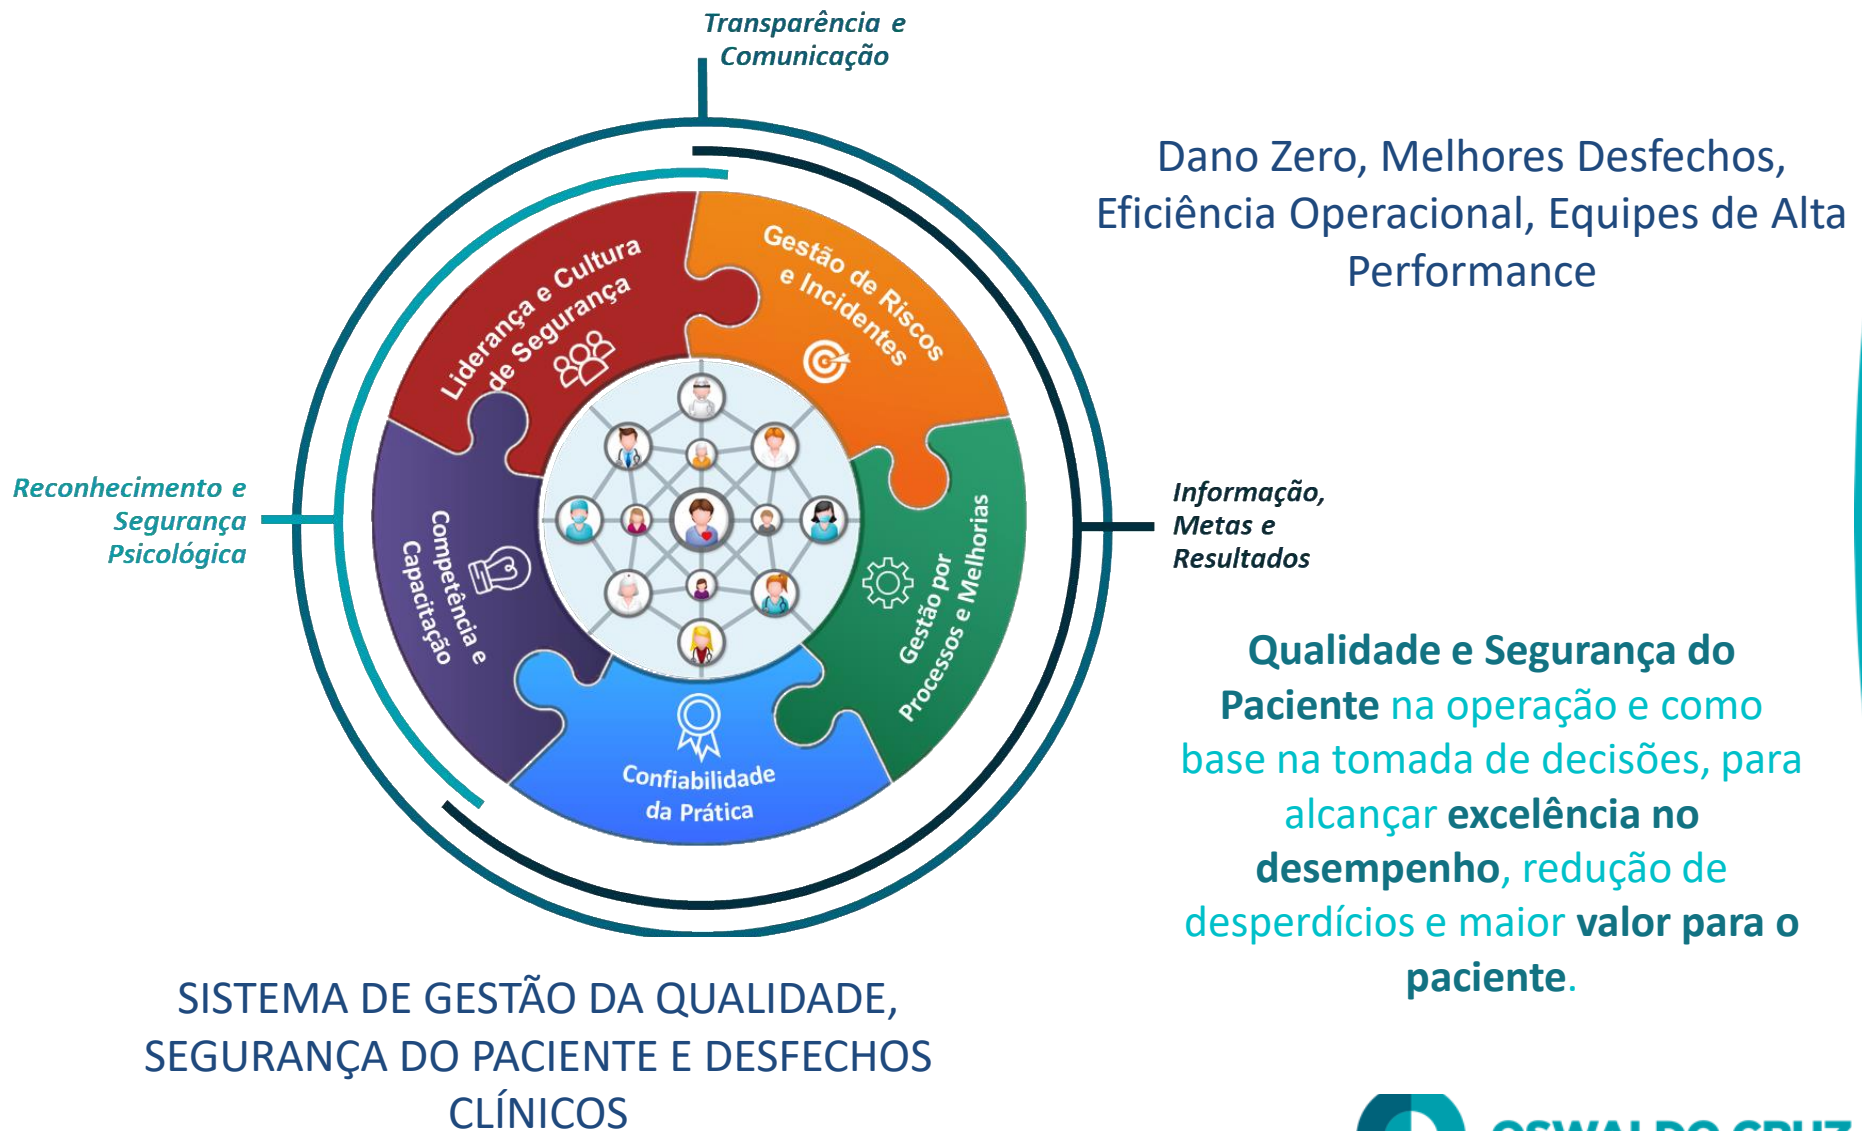 Transparência e
Comunicação
Dano Zero, Melhores Desfechos,
Eficiência Operacional, Equipes de Alta
Performance
Liderança e Cultura
de Segurança
Gestão de Riscos
e Incidentes
Reconhecimento e
Segurança
Psicológica
Informação,
Metas e
Resultados
Competência e
Capacitação
Gestão por
Processos e Melhorias
Confiabilidade
da Prática
Qualidade e Segurança do
Paciente na operação e como
base na tomada de decisões, para
alcançar excelência no
desempenho, redução de
desperdícios e maior valor para o
paciente.
SISTEMA DE GESTÃO DA QUALIDADE,
SEGURANÇA DO PACIENTE E DESFECHOS
CLÍNICOS
OSWALDO CRUZ